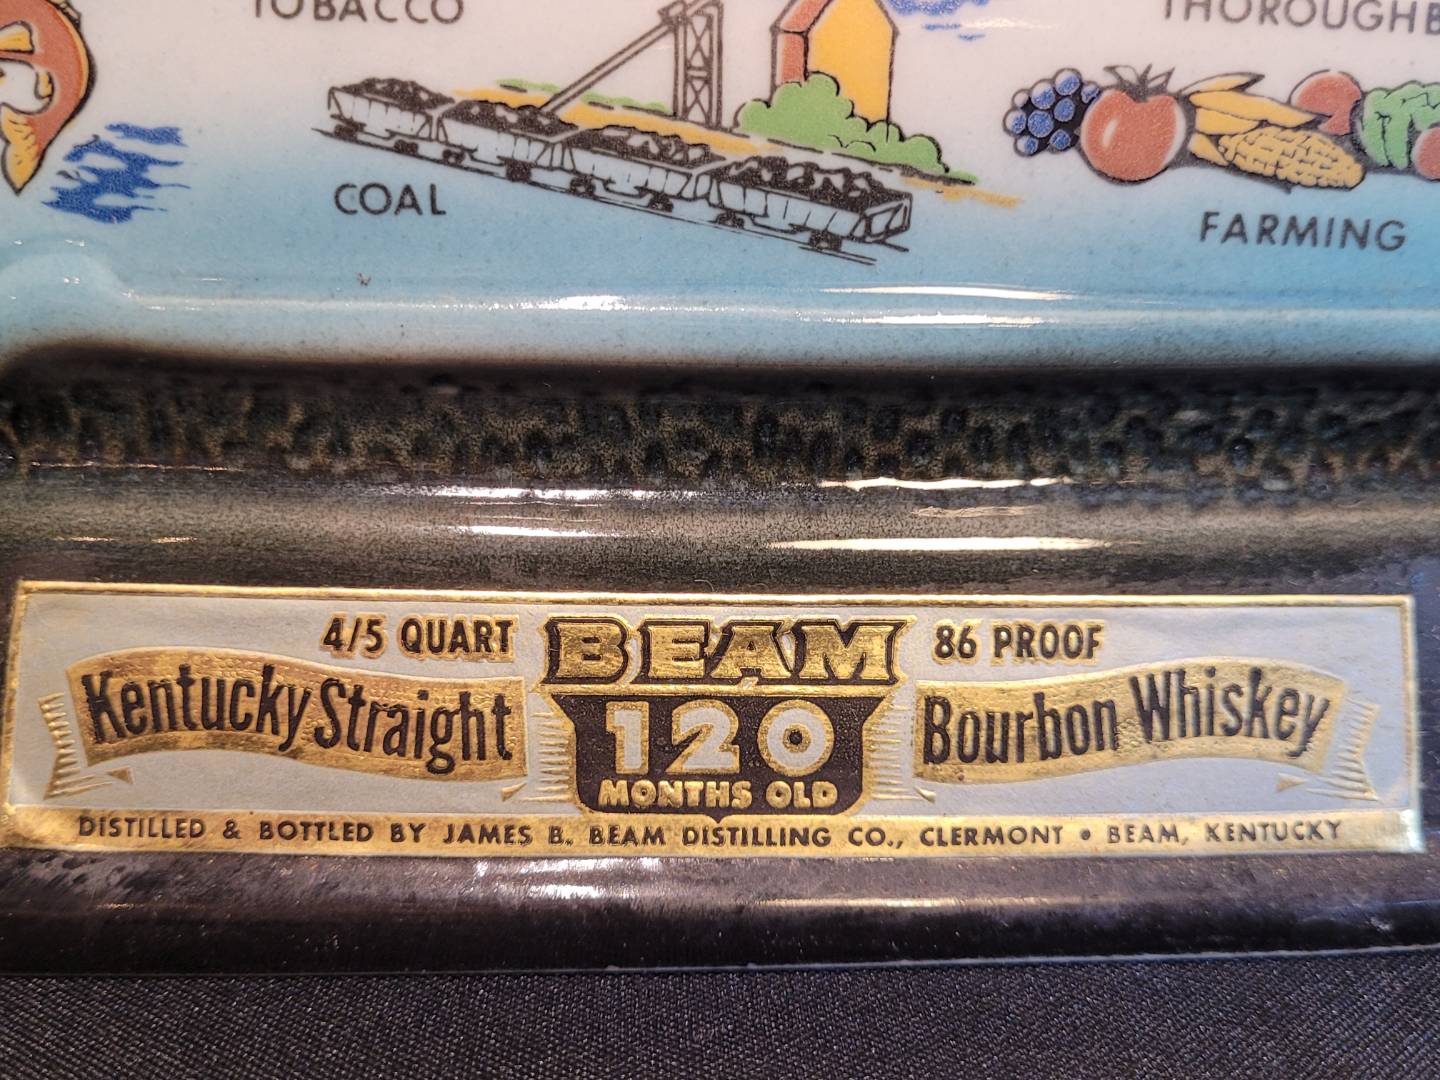 TOBACCO
COAL
FARMING
4/5 QUART
Kentucky Straight
BEAM
120
MONTHS OLD
86 PROOF
Bourbon Whiskey
DISTILLED & BOTTLED BY JAMES B. BEAM DISTILLING CO., CLERMONT • BEAM, KENTUCKY